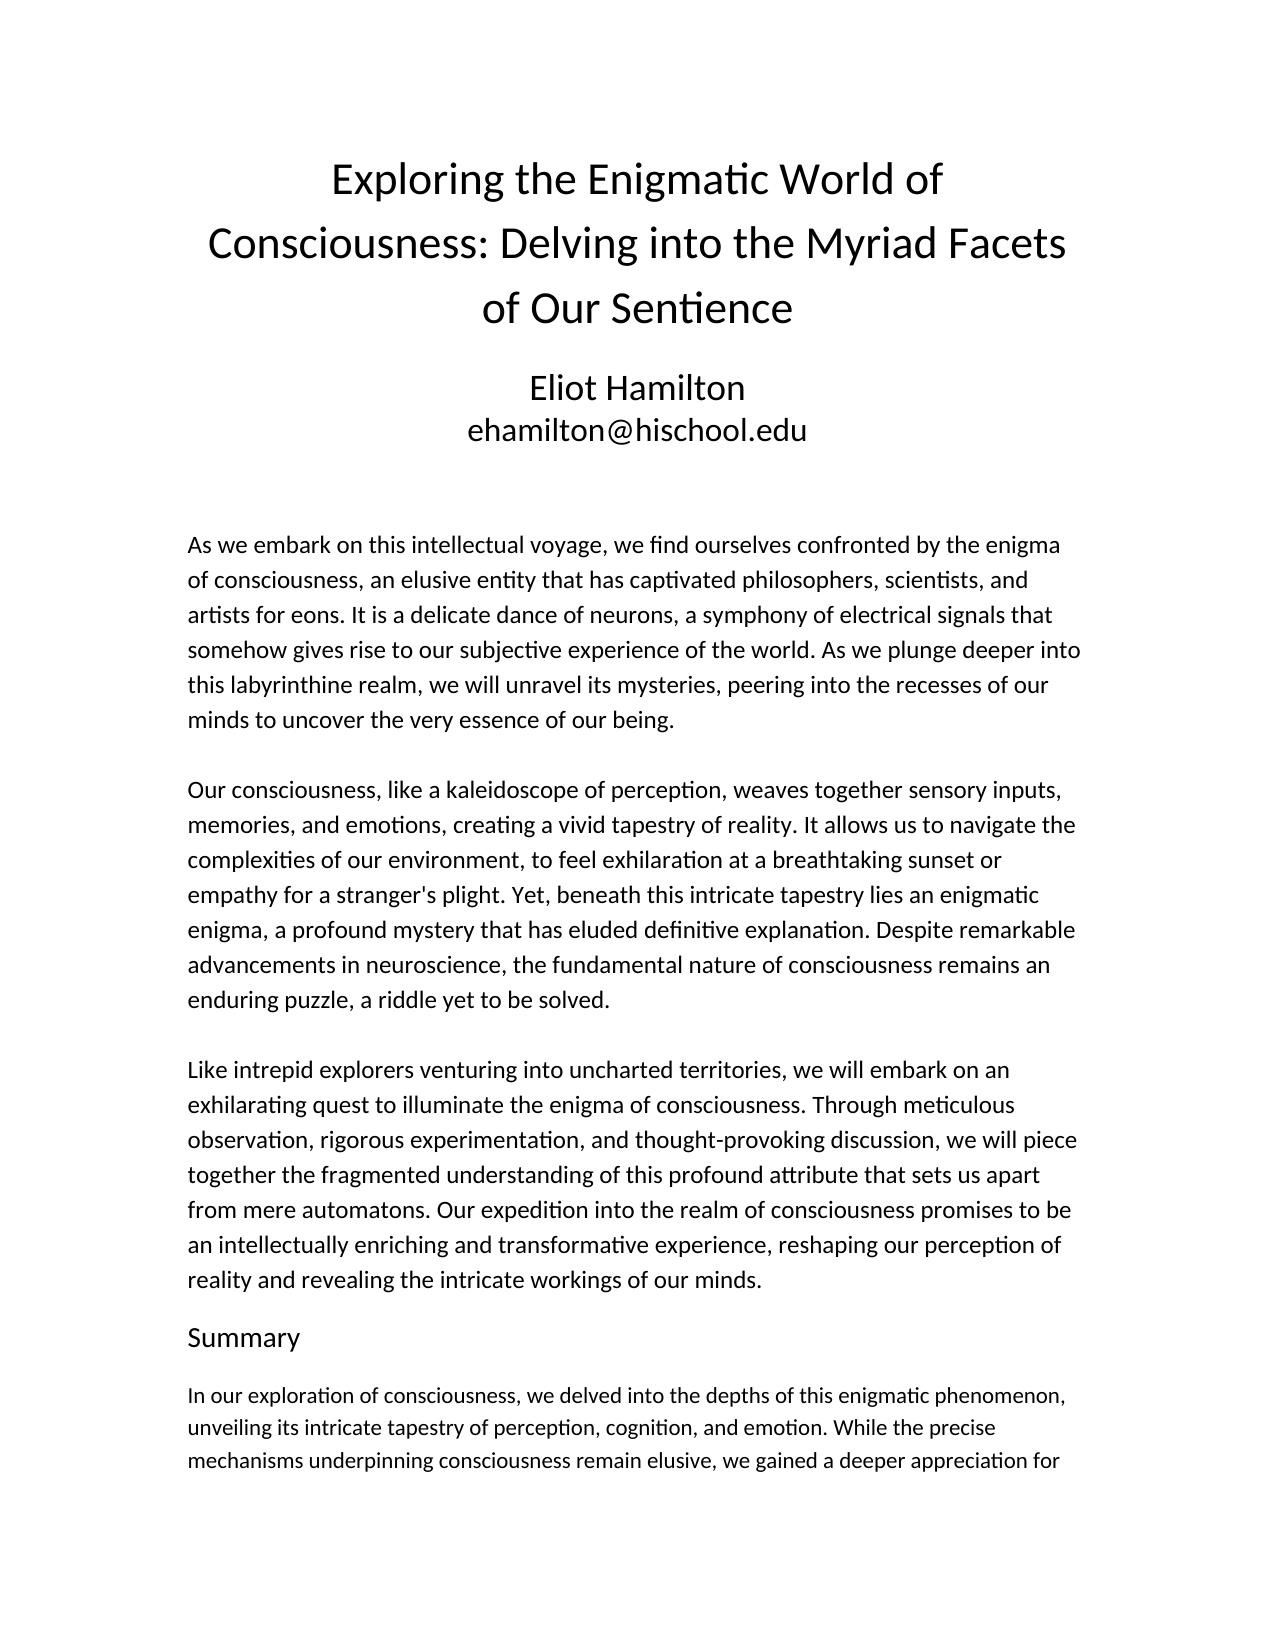 Exploring the Enigmatic World of
Consciousness: Delving into the Myriad Facets
of Our Sentience
Eliot Hamilton
ehamilton@hischool.edu
As we embark on this intellectual voyage, we find ourselves confronted by the enigma
of consciousness, an elusive entity that has captivated philosophers, scientists, and
artists for eons. It is a delicate dance of neurons, a symphony of electrical signals that
somehow gives rise to our subjective experience of the world. As we plunge deeper into
this labyrinthine realm, we will unravel its mysteries, peering into the recesses of our
minds to uncover the very essence of our being.
Our consciousness, like a kaleidoscope of perception, weaves together sensory inputs,
memories, and emotions, creating a vivid tapestry of reality. It allows us to navigate the
complexities of our environment, to feel exhilaration at a breathtaking sunset or
empathy for a stranger's plight. Yet, beneath this intricate tapestry lies an enigmatic
enigma, a profound mystery that has eluded definitive explanation. Despite remarkable
advancements in neuroscience, the fundamental nature of consciousness remains an
enduring puzzle, a riddle yet to be solved.
Like intrepid explorers venturing into uncharted territories, we will embark on an
exhilarating quest to illuminate the enigma of consciousness. Through meticulous
observation, rigorous experimentation, and thought-provoking discussion, we will piece
together the fragmented understanding of this profound attribute that sets us apart
from mere automatons. Our expedition into the realm of consciousness promises to be
an intellectually enriching and transformative experience, reshaping our perception of
reality and revealing the intricate workings of our minds.
Summary
In our exploration of consciousness, we delved into the depths of this enigmatic phenomenon,
unveiling its intricate tapestry of perception, cognition, and emotion. While the precise
mechanisms underpinning consciousness remain elusive, we gained a deeper appreciation for